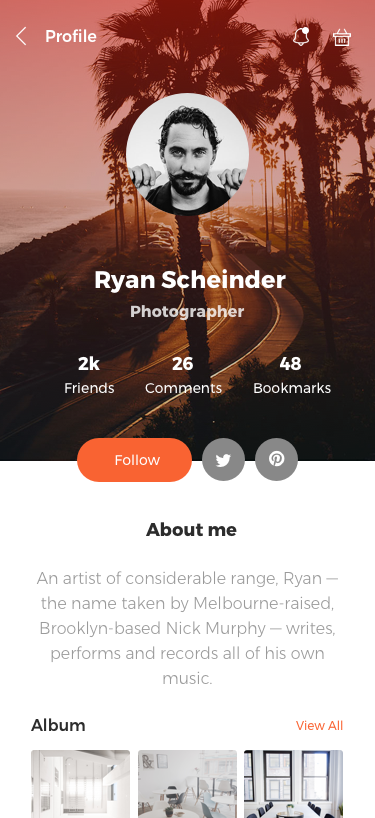 Profile
Ryan Scheinder
Photographer
2k 26 48
Friends Comments Bookmarks
Follow
About me
An artist of considerable range, Ryan —
the name taken by Melbourne-raised,
Brooklyn-based Nick Murphy — writes,
performs and records all of his own
music.
Album View All